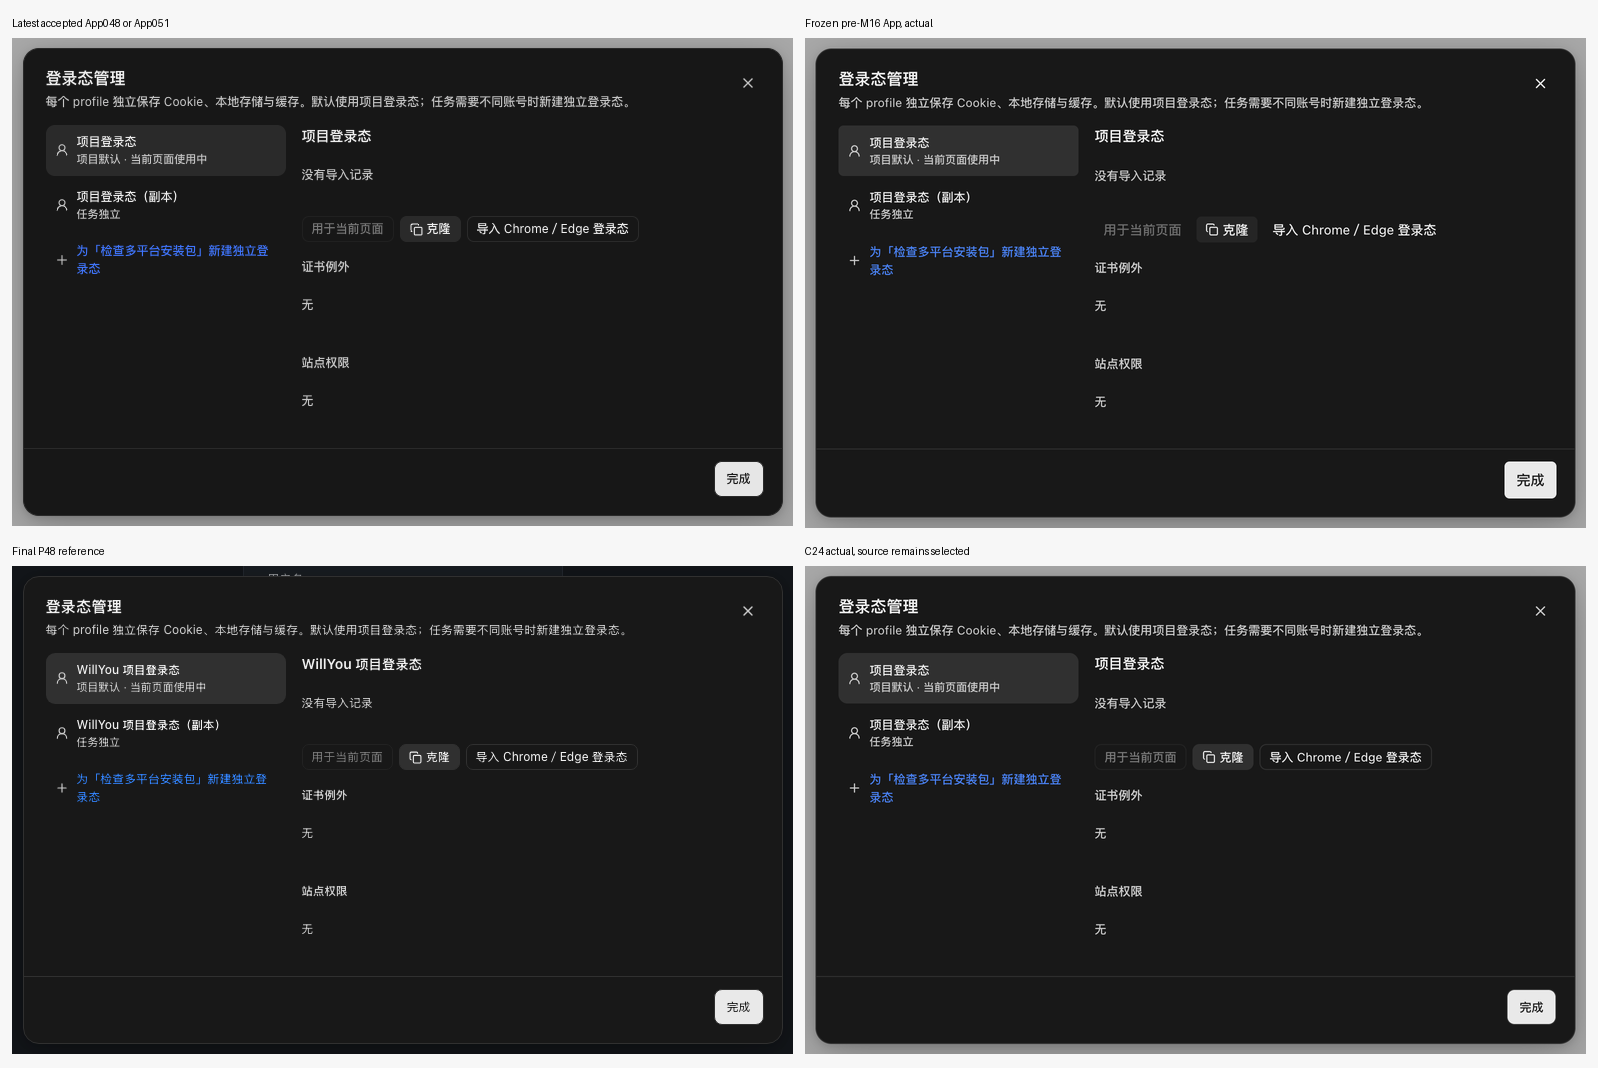 Latest accepted App048 or App051
登录态管理
每个 profile 独立保存 Cookie、本地存储与缓存。默认使用项目登录态；任务需要不同账号时新建独立登录态。
项目登录态
项目默认 · 当前页面使用中
项目登录态（副本）
任务独立
为「检查多平台安装包」新建独立登
录态
项目登录态
没有导入记录
用于当前页面
克隆
导入 Chrome / Edge 登录态
证书例外
无
站点权限
无
完成
Frozen pre-M16 App, actual
登录态管理
每个 profile 独立保存 Cookie、本地存储与缓存。默认使用项目登录态；任务需要不同账号时新建独立登录态。
项目登录态
项目默认 · 当前页面使用中
项目登录态（副本）
任务独立
为「检查多平台安装包」新建独立登
录态
项目登录态
没有导入记录
用于当前页面
克隆
导入 Chrome / Edge 登录态
证书例外
无
站点权限
无
完成
Final P48 reference
登录态管理
每个 profile 独立保存 Cookie、本地存储与缓存。默认使用项目登录态；任务需要不同账号时新建独立登录态。
WillYou 项目登录态
项目默认 · 当前页面使用中
WillYou 项目登录态（副本）
任务独立
为「检查多平台安装包」新建独立登
录态
WillYou 项目登录态
没有导入记录
用于当前页面
克隆
导入 Chrome / Edge 登录态
证书例外
无
站点权限
无
完成
C24 actual, source remains selected
登录态管理
每个 profile 独立保存 Cookie、本地存储与缓存。默认使用项目登录态；任务需要不同账号时新建独立登录态。
项目登录态
项目默认 · 当前页面使用中
项目登录态（副本）
任务独立
为「检查多平台安装包」新建独立登
录态
项目登录态
没有导入记录
用于当前页面
克隆
导入 Chrome / Edge 登录态
证书例外
无
站点权限
无
完成